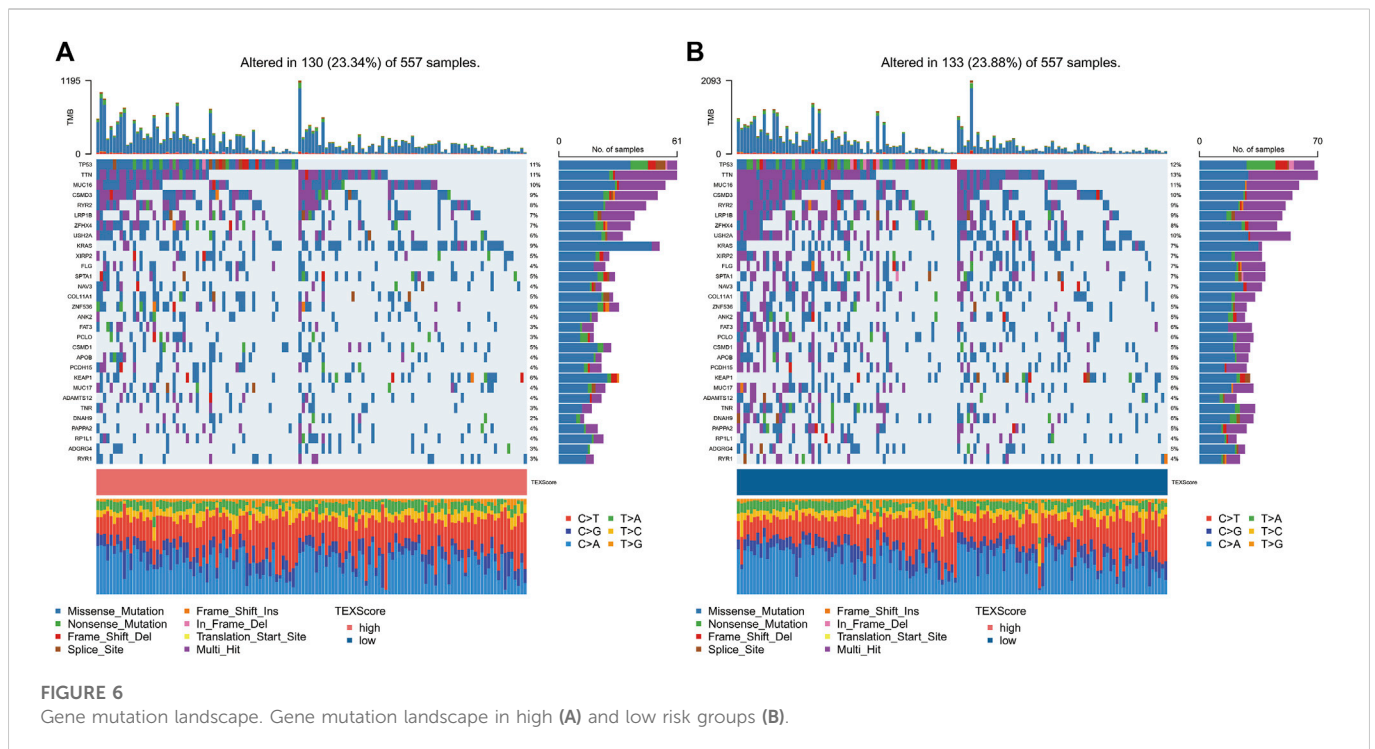 A
Altered in 130 (23.34%) of 557 samples.
1195
TMB
0
0 61
No. of samples
TP53 11%
TTN 11%
MUC16 10%
CSMD3 9%
RYR2 8%
LRP1B 7%
ZFHX4 7%
USH2A 6%
KRAS 9%
XIRP2 5%
FLG 4%
SPTA1 5%
NAV3 4%
COL11A1 5%
ZNF536 5%
ANK2 4%
FAT3 3%
PCLO 3%
CSMD1 5%
APOB 4%
PCDH15 4%
KEAP1 6%
MUC17 4%
ADAMTS12 4%
TNR 3%
DNAH9 2%
PAPPA2 4%
RP1L1 4%
ADGRG4 3%
RYR1 3%
TEXScore
C>T T>A
C>G T>C
C>A T>G
Missense_Mutation Frame_Shift_Ins TEXScore
Nonsense_Mutation In_Frame_Del high
Frame_Shift_Del Translation_Start_Site low
Splice_Site Multi_Hit
B
Altered in 133 (23.88%) of 557 samples.
2093
TMB
0
0 70
No. of samples
TP53 12%
TTN 13%
MUC16 11%
CSMD3 10%
RYR2 9%
LRP1B 9%
ZFHX4 8%
USH2A 10%
KRAS 7%
XIRP2 7%
FLG 7%
SPTA1 7%
NAV3 7%
COL11A1 6%
ZNF536 5%
ANK2 5%
FAT3 6%
PCLO 6%
CSMD1 5%
APOB 5%
PCDH15 5%
KEAP1 5%
MUC17 6%
ADAMTS12 4%
TNR 6%
DNAH9 6%
PAPPA2 5%
RP1L1 4%
ADGRG4 5%
RYR1 4%
TEXScore
C>T T>A
C>G T>C
C>A T>G
Missense_Mutation Frame_Shift_Ins TEXScore
Nonsense_Mutation In_Frame_Del high
Frame_Shift_Del Translation_Start_Site low
Splice_Site Multi_Hit
FIGURE 6
Gene mutation landscape. Gene mutation landscape in high (A) and low risk groups (B).